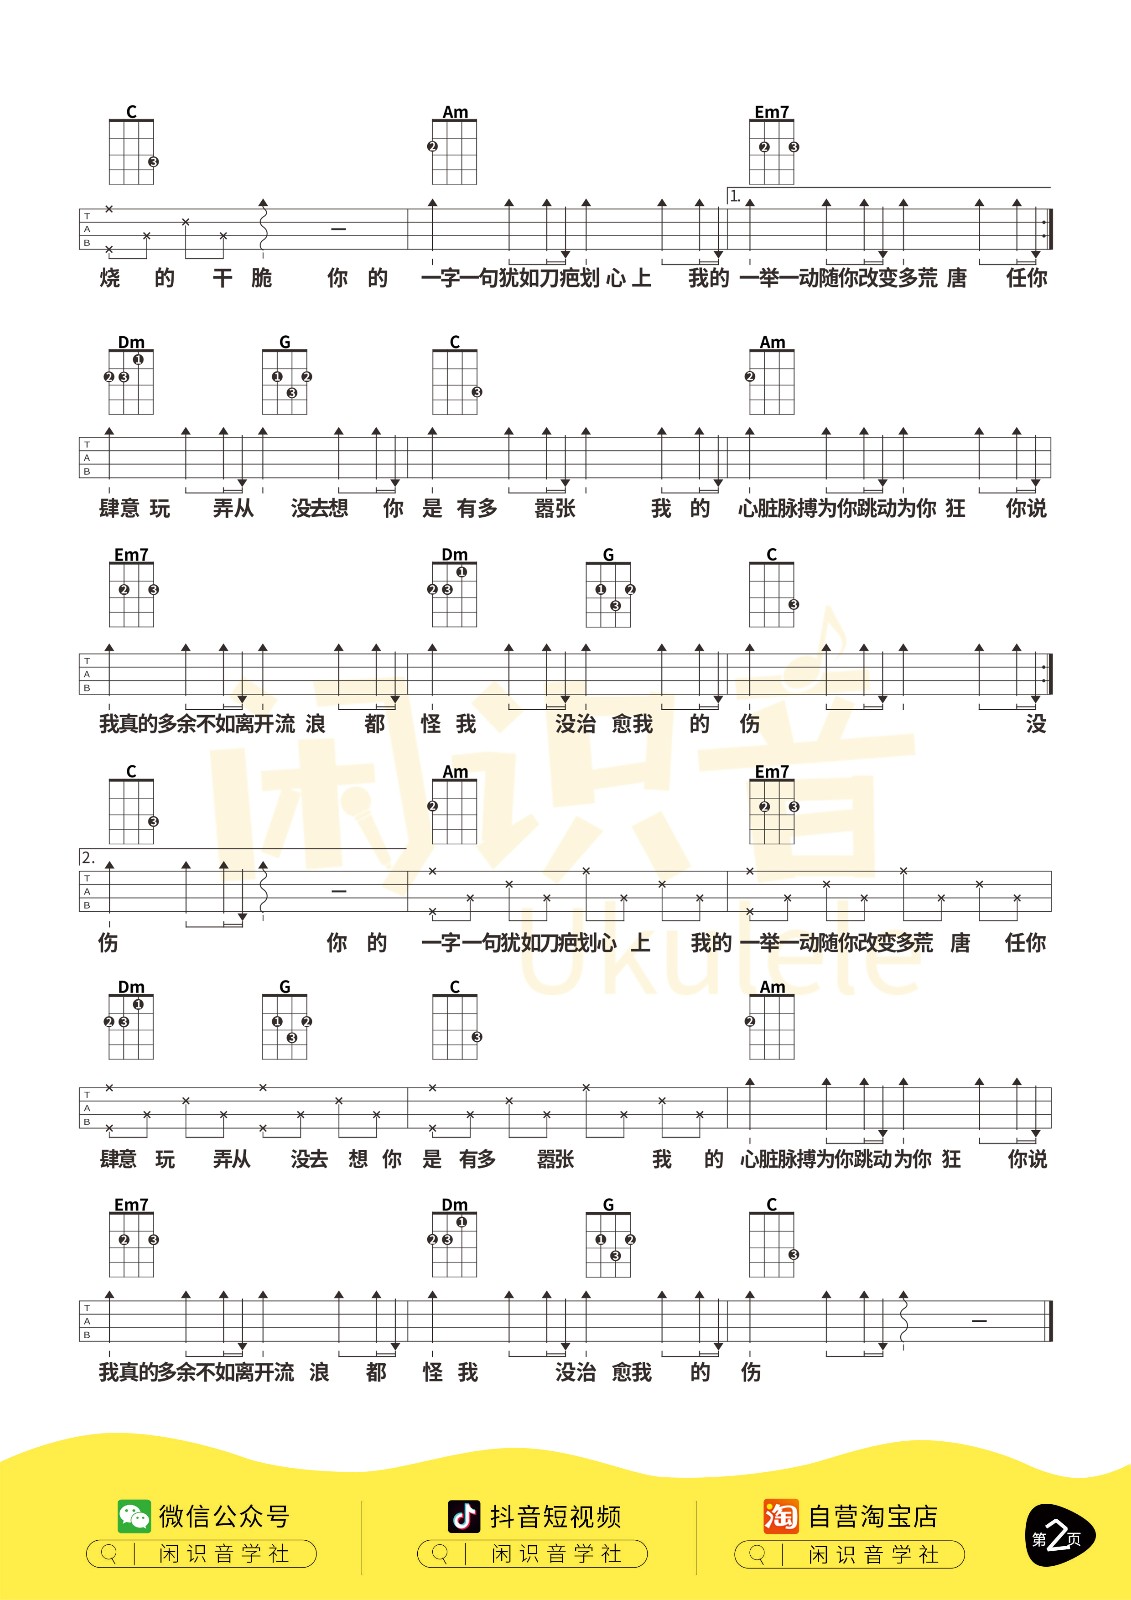 C Am Em7
1.
T A B
烧 的 干 脆 你 的 一字一句犹如刀疤划 心 上 我的 一举一动随你改变多荒 唐 任你
Dm G C Am
T A B
肆意 玩 弄从 没去想 你 是 有多 嚣张 我 的 心脏脉搏为你跳动为你 狂 你说
Em7 Dm G C
T A B
我真的多余不如离开流 浪 都 怪 我 没治 愈我 的 伤 没
C Am Em7
2.
T A B
伤 你 的 一字一句犹如刀疤划心 上 我的 一举一动随你改变多荒 唐 任你
Dm G C Am
T A B
肆意 玩 弄从 没去 想 你 是 有多 嚣张 我 的 心脏脉搏为你跳动为你 狂 你说
Em7 Dm G C
T A B
我真的多余不如离开流 浪 都 怪 我 没治 愈我 的 伤
闲识音
Ukulele
微信公众号 抖音短视频 自营淘宝店
闲识音学社 闲识音学社 闲识音学社
淘
第2页